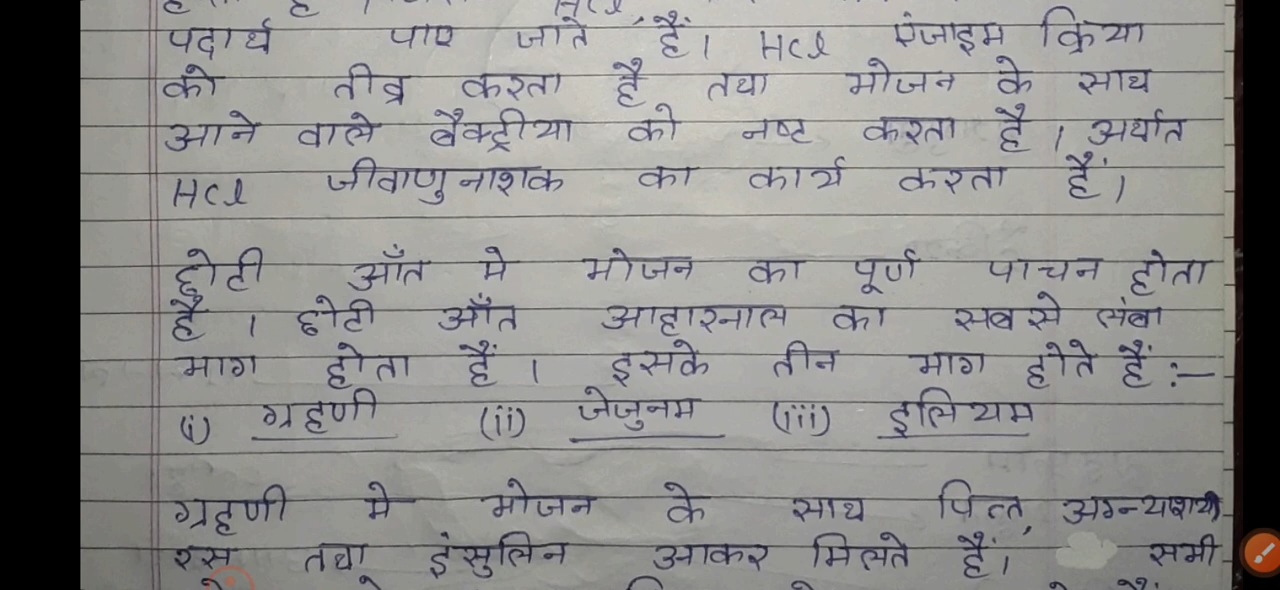 HCl
पदार्थ पाए जाते हैं। HCl एंजाइम क्रिया
को तीव्र करता है तथा भोजन के साथ
आने वाले बैक्ट्रीया को नष्ट करता है। अर्थात
HCl जीवाणुनाशक का कार्य करता हैं।
छोटी आँत मे भोजन का पूर्ण पाचन होता
है। छोटी आँत आहारनाल का सबसे लंबा
भाग होता हैं। इसके तीन भाग होते हैं :–
(i) ग्रहणी (ii) जेजुनम (iii) इलियम
ग्रहणी मे भोजन के साथ पित्त, अग्न्याशयी
रस तथा इंसुलिन आकर मिलते हैं। सभी